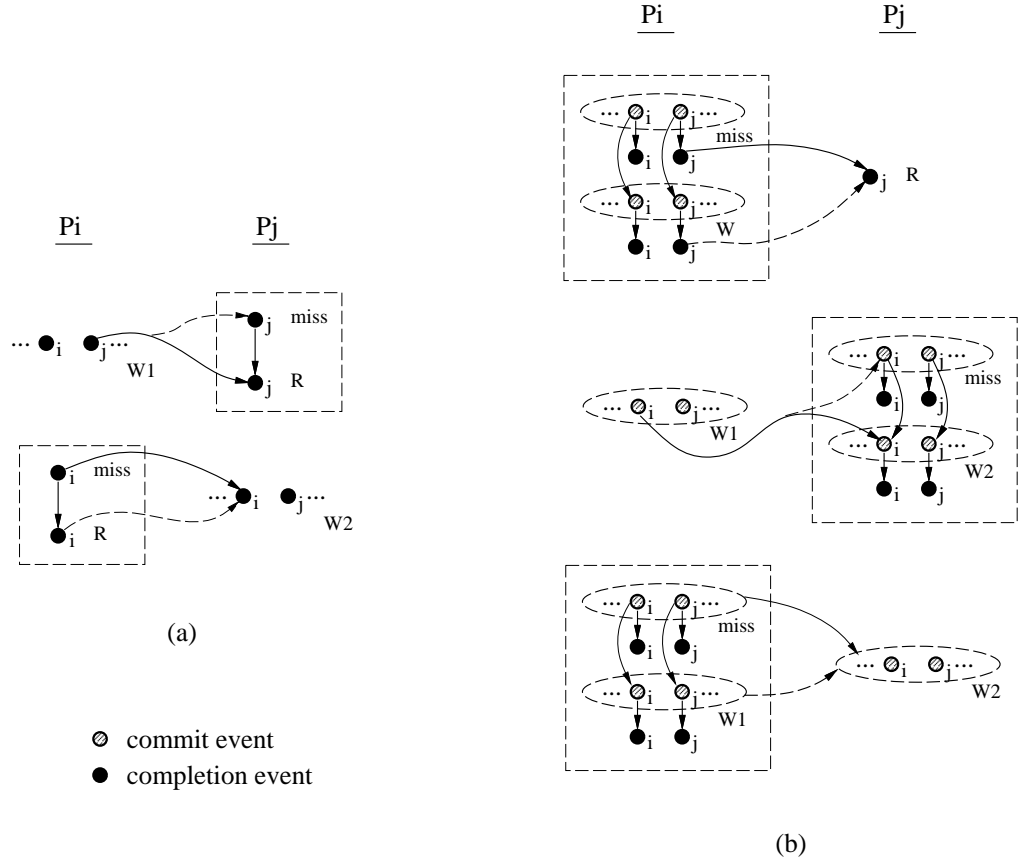 Pi Pj
... i j ...
W1
j miss
j R
i miss
i R
... i j ...
W2
(a)
commit event
completion event
Pi Pj
... i j ...
miss
i j
... i j ...
W
i j
j R
... i j ...
W1
... i j ...
miss
i j
... i j ...
W2
i j
... i j ...
miss
i j
... i j ...
W1
i j
... i j ...
W2
(b)